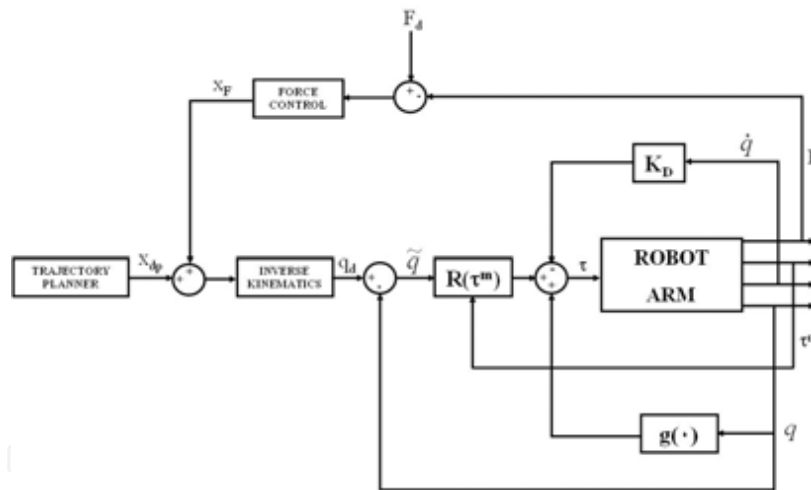 F_d
X_F
FORCE
CONTROL
+
-
q̇
K_D
X_dp
+
+
q_d
+
-
q̃
-
+
+
τ
TRAJECTORY
PLANNER
INVERSE
KINEMATICS
R(τ^m)
ROBOT
ARM
g(·)
q